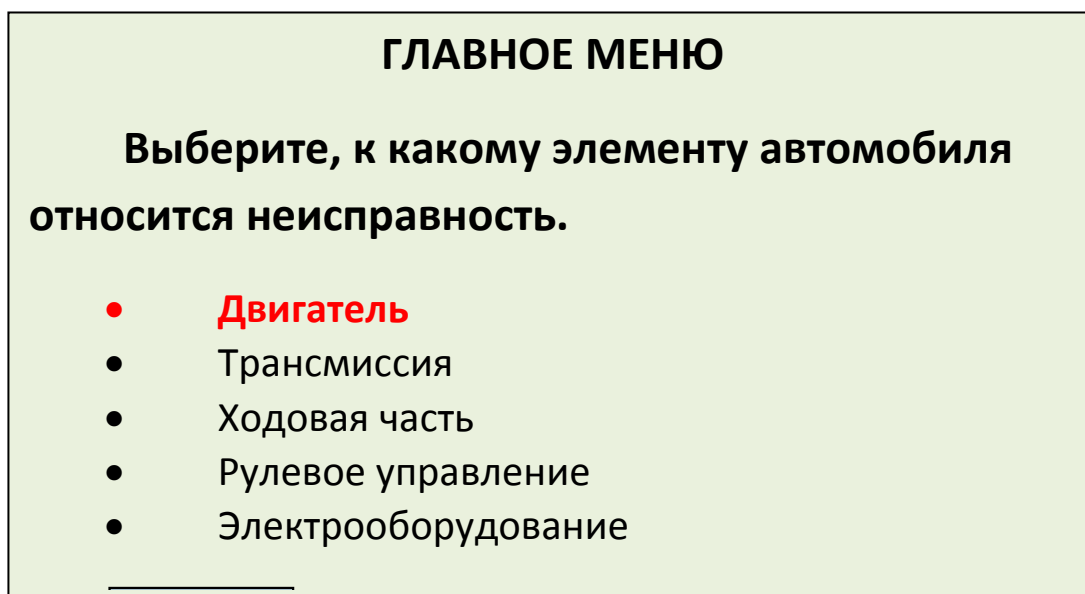 ГЛАВНОЕ МЕНЮ
Выберите, к какому элементу автомобиля
относится неисправность.
• Двигатель
• Трансмиссия
• Ходовая часть
• Рулевое управление
• Электрооборудование